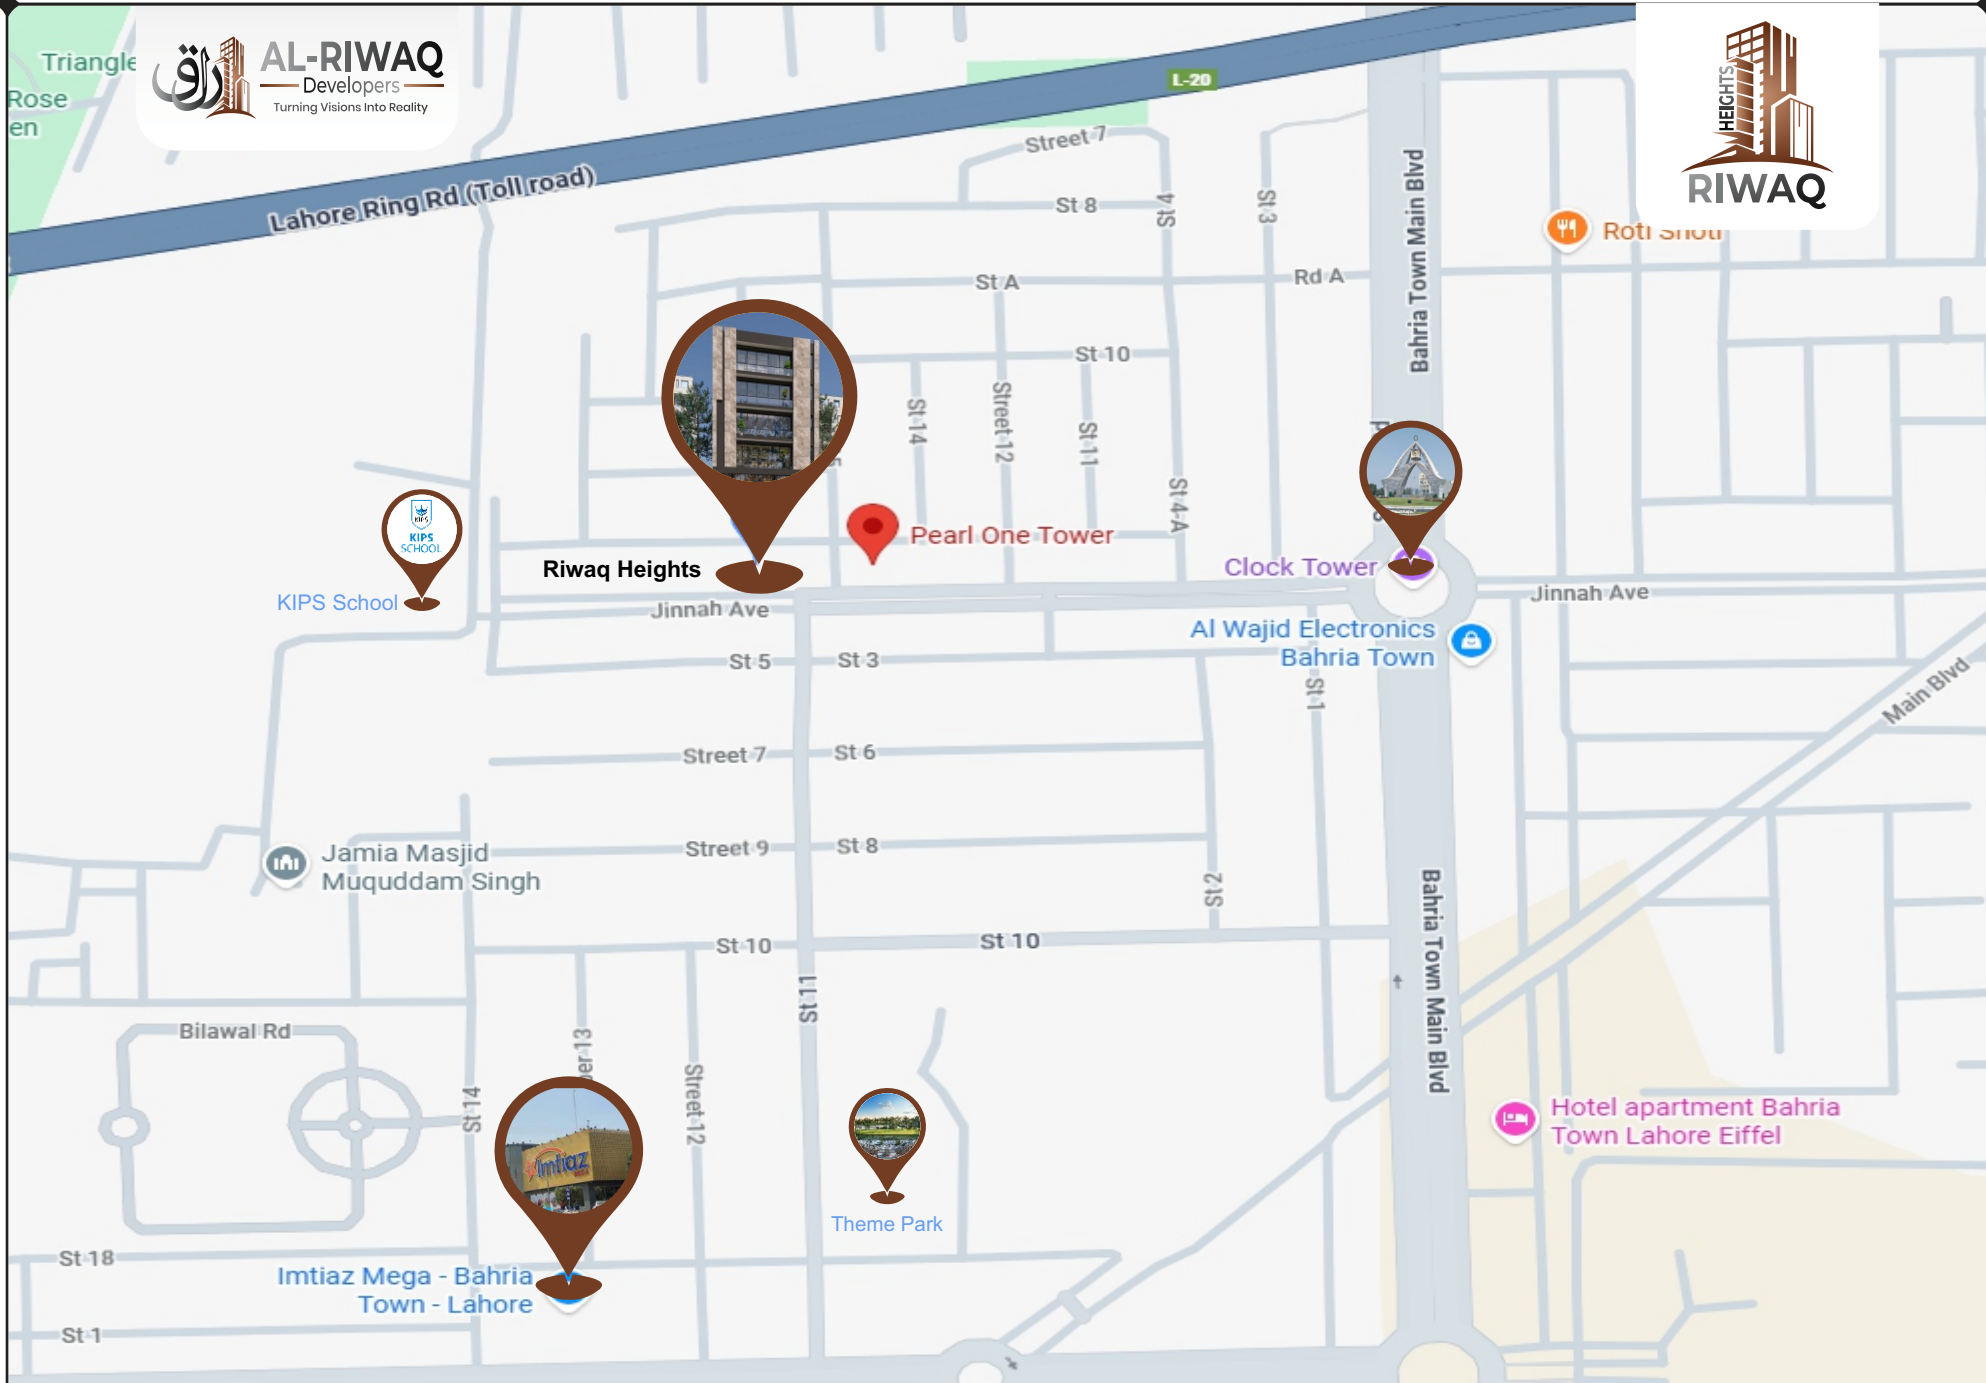 Triangle
Rose
en
AL-RIWAQ
Developers
Turning Visions Into Reality
L-20
HEIGHTS
RIWAQ
Street 7
Lahore Ring Rd (Toll road)
St 8
St 4
St 3
Bahria Town Main Blvd
Roti Shoti
St A
Rd A
St 10
St 14
Street 12
St 11
St 4-A
KIPS
KIPS
SCHOOL
Pearl One Tower
Riwaq Heights
Clock Tower
KIPS School
Jinnah Ave
Jinnah Ave
Al Wajid Electronics
Bahria Town
St 5
St 3
St 1
Main Blvd
Street 7
St 6
Street 9
St 8
Jamia Masjid
Muquddam Singh
St 2
Bahria Town Main Blvd
St 10
St 10
St 11
Bilawal Rd
ber 13
Street 12
St 14
Hotel apartment Bahria
Town Lahore Eiffel
imtiaz
Theme Park
St 18
Imtiaz Mega - Bahria
Town - Lahore
St 1